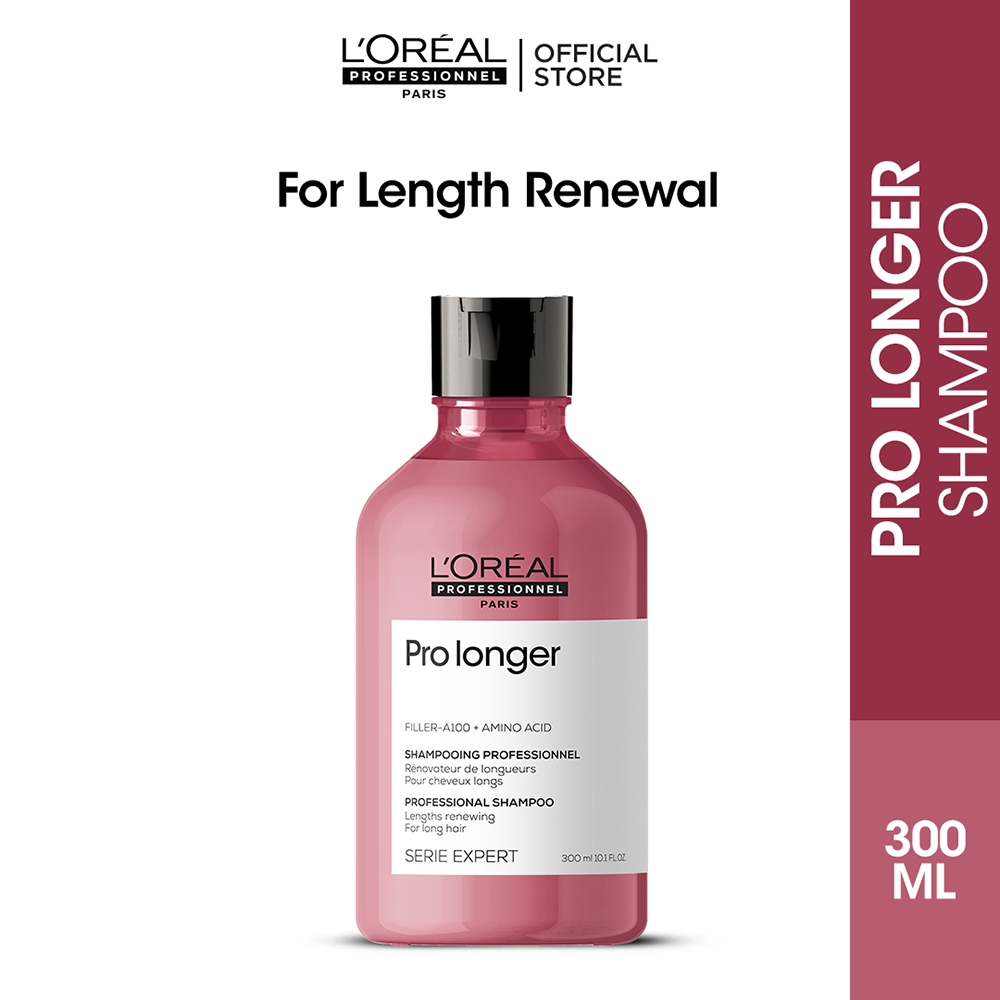 L'ORÉAL
PROFESSIONNEL
PARIS
OFFICIAL
STORE
For Length Renewal
L'ORÉAL
PROFESSIONNEL
PARIS
Pro longer
FILLER-A100 + AMINO ACID
SHAMPOOING PROFESSIONNEL
Rénovateur de longueurs
Pour cheveux longs
PROFESSIONAL SHAMPOO
Lengths renewing
For long hair
SERIE EXPERT
300 ml 10.1 FL.OZ.
PRO LONGER
SHAMPOO
300
ML